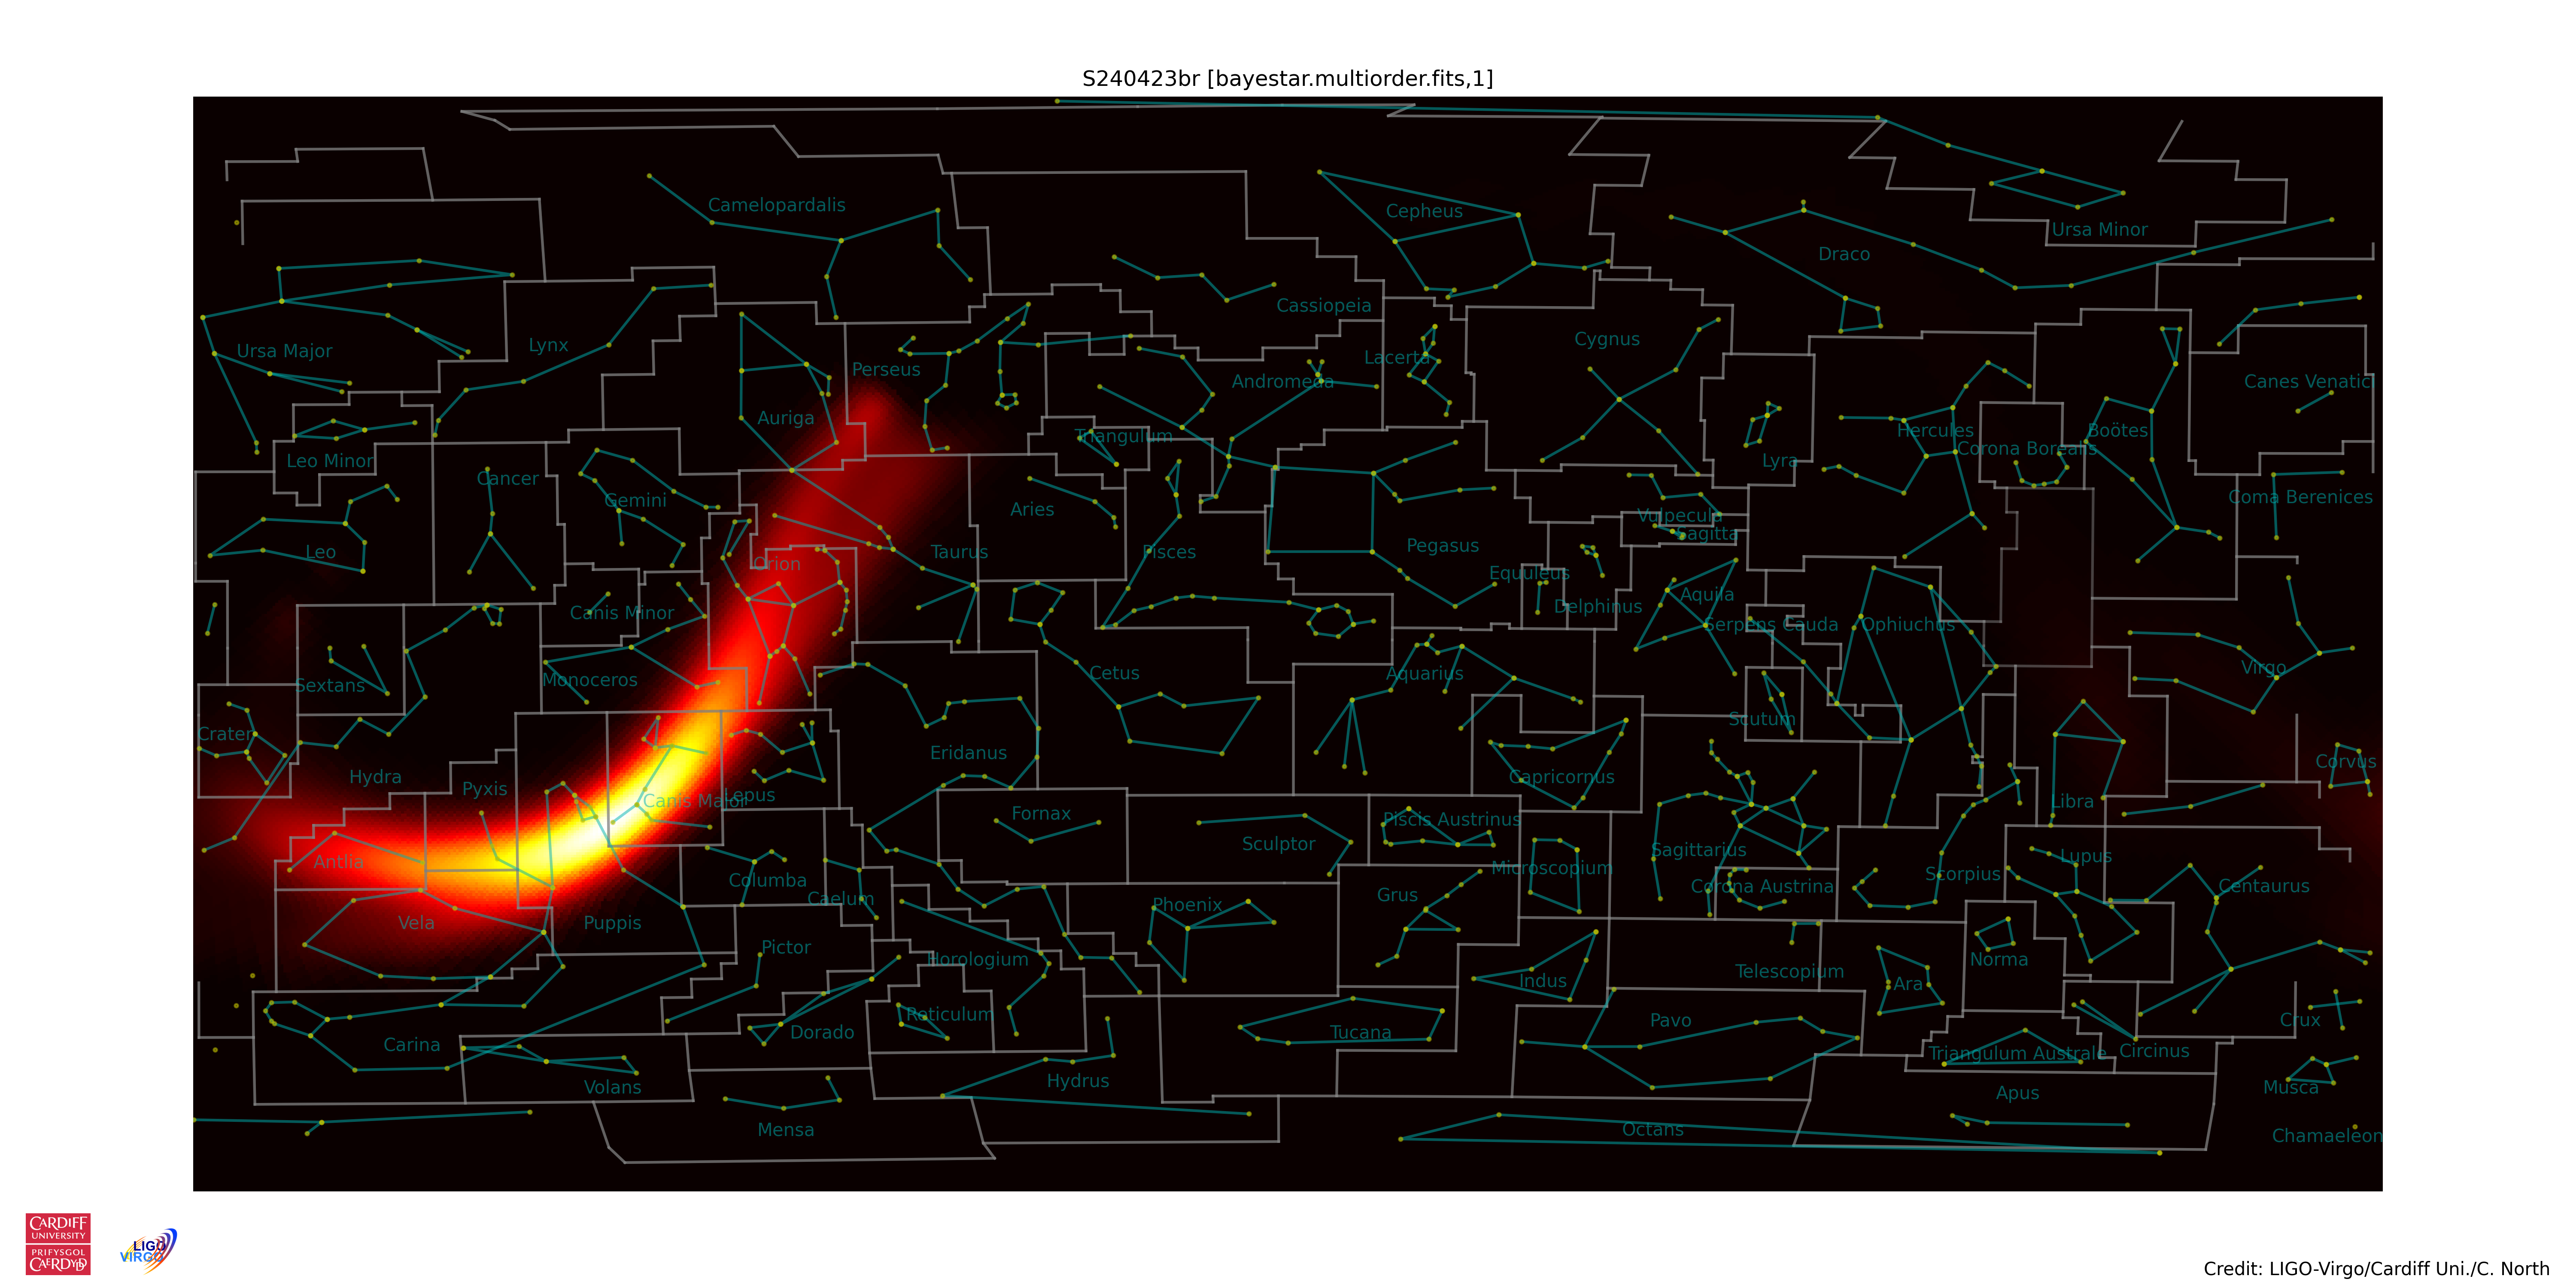 S240423br [bayestar.multiorder.fits,1]
Camelopardalis
Cepheus
Ursa Minor
Draco
Cassiopeia
Ursa Major
Lynx
Perseus
Lacerta
Cygnus
Andromeda
Canes Venatici
Auriga
Triangulum
Hercules
Boötes
Corona Borealis
Leo Minor
Lyra
Cancer
Gemini
Coma Berenices
Aries
Vulpecula
Sagitta
Leo
Taurus
Pisces
Pegasus
Orion
Equuleus
Canis Minor
Delphinus
Aquila
Serpens Cauda
Ophiuchus
Virgo
Sextans
Monoceros
Cetus
Aquarius
Scutum
Crater
Eridanus
Corvus
Hydra
Capricornus
Pyxis
Canis Major
Lepus
Libra
Fornax
Piscis Austrinus
Sculptor
Sagittarius
Lupus
Antlia
Microscopium
Scorpius
Columba
Corona Austrina
Centaurus
Caelum
Grus
Phoenix
Vela
Puppis
Pictor
Horologium
Norma
Telescopium
Indus
Ara
Reticulum
Pavo
Crux
Dorado
Tucana
Carina
Triangulum Australe
Circinus
Hydrus
Volans
Musca
Apus
Mensa
Octans
Chamaeleon
CARDIFF
UNIVERSITY
PRIFYSGOL
CAERDYDD
LIGO
VIRGO
Credit: LIGO-Virgo/Cardiff Uni./C. North